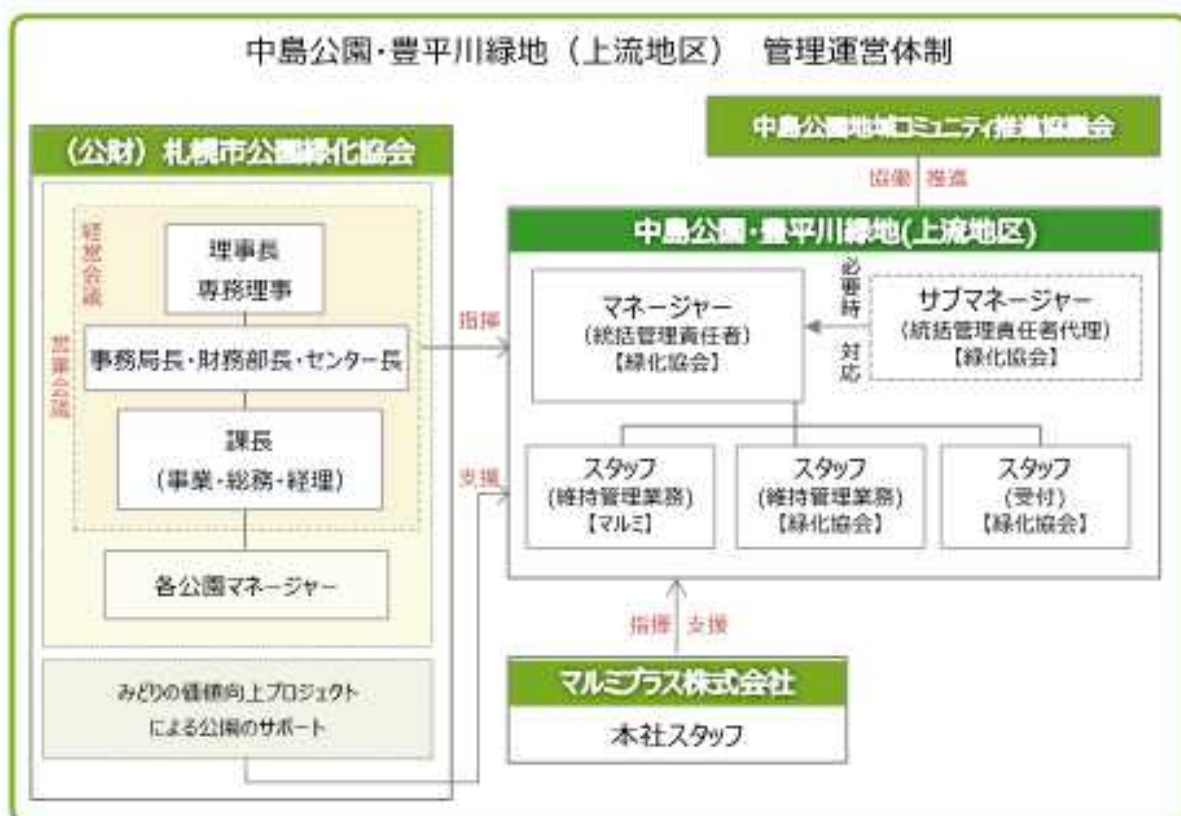 中島公園・豊平川緑地（上流地区）　管理運営体制
（公財）札幌市公園緑化協会
経営会議
営業会議
理事長
専務理事
事務局長・財務部長・センター長
課長
（事業・総務・経理）
各公園マネージャー
みどりの価値向上プロジェクト
による公園のサポート
指揮
支援
中島公園地域コミュニティ推進協議会
協働 推進
中島公園・豊平川緑地(上流地区)
マネージャー
(統括管理責任者)
【緑化協会】
必要時 対応
サブマネージャー
(統括管理責任者代理)
【緑化協会】
スタッフ
(維持管理業務)
【マルミ】
スタッフ
(維持管理業務)
【緑化協会】
スタッフ
(受付)
【緑化協会】
指揮 支援
マルミプラス株式会社
本社スタッフ